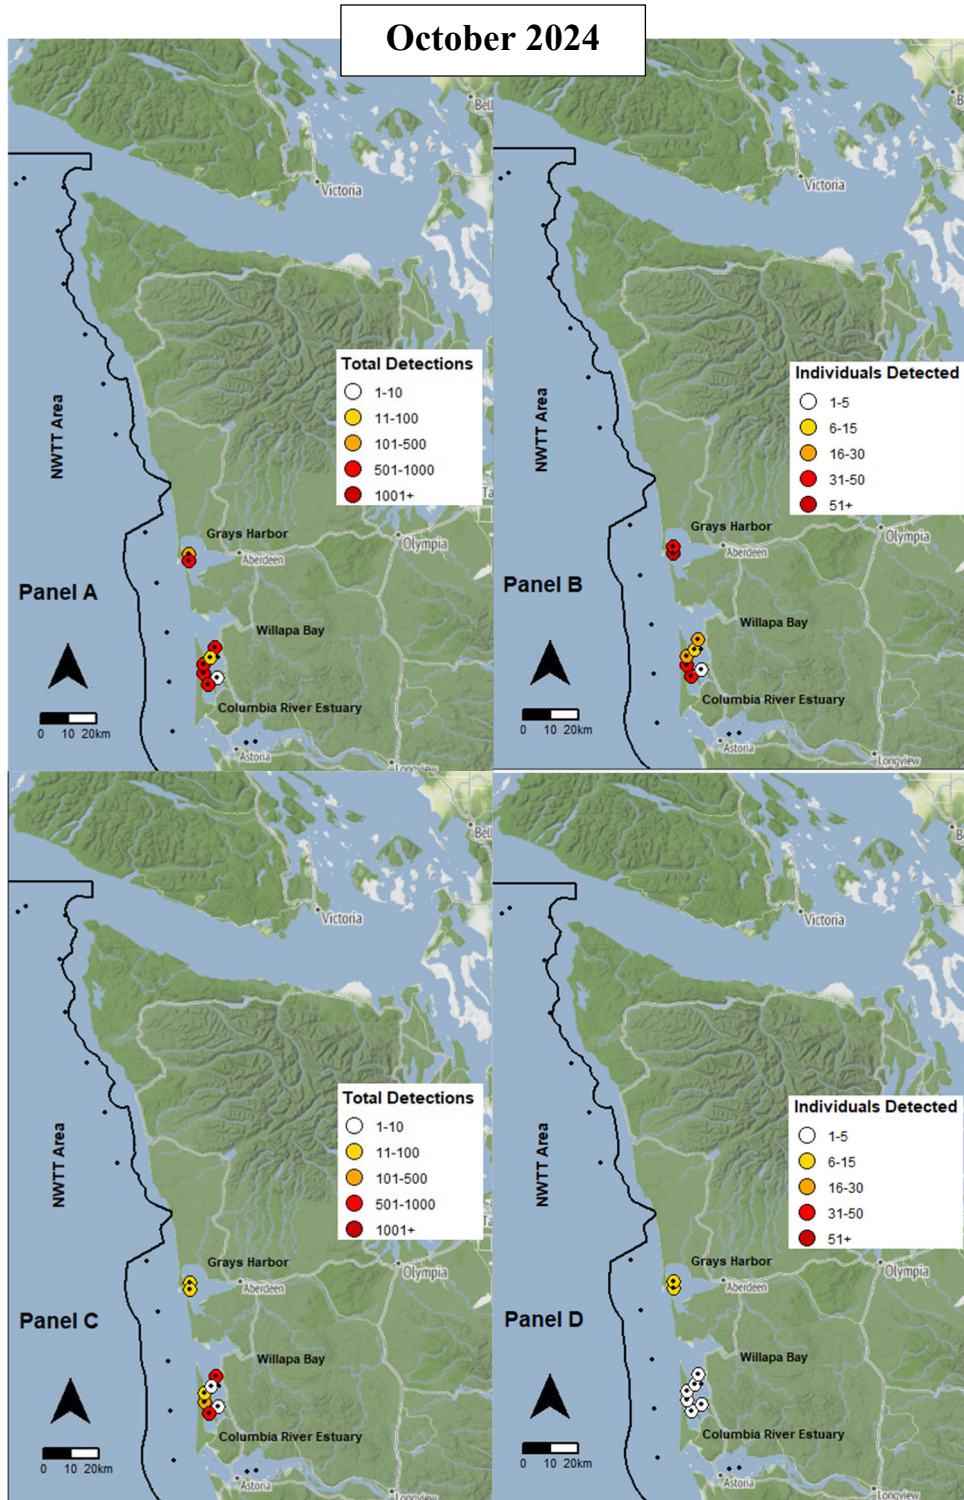 October 2024
Bel
Victoria
Total Detections
1-10
11-100
101-500
501-1000
1001+
NWTT Area
Grays Harbor
Aberdeen
Olympia
Ta
Panel A
Willapa Bay
Columbia River Estuary
0 10 20km
Astoria
Longview
B
Victoria
Individuals Detected
1-5
6-15
16-30
31-50
51+
NWTT Area
Grays Harbor
Aberdeen
Olympia
Panel B
Willapa Bay
Columbia River Estuary
0 10 20km
Astoria
Longview
Bel
Victoria
Total Detections
1-10
11-100
101-500
501-1000
1001+
NWTT Area
Grays Harbor
Aberdeen
Olympia
Ta
Panel C
Willapa Bay
Columbia River Estuary
0 10 20km
Astoria
Longview
B
Victoria
Individuals Detected
1-5
6-15
16-30
31-50
51+
NWTT Area
Grays Harbor
Aberdeen
Olympia
Panel D
Willapa Bay
Columbia River Estuary
0 10 20km
Astoria
Longview